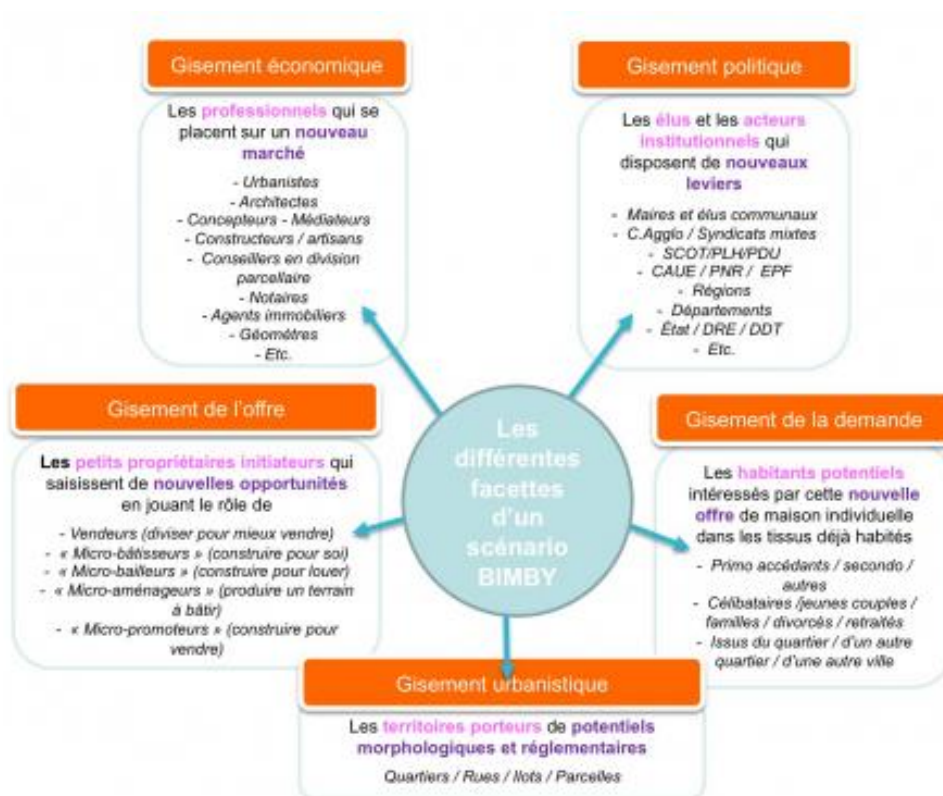 Gisement économique
Les professionnels qui se
placent sur un nouveau
marché
- Urbanistes
- Architectes
- Concepteurs - Médiateurs
- Constructeurs / artisans
- Conseillers en division
parcellaire
- Notaires
- Agents immobiliers
- Géomètres
- Etc.
Gisement politique
Les élus et les acteurs
institutionnels qui
disposent de nouveaux
leviers
- Maires et élus communaux
- C.Agglo / Syndicats mixtes
- SCOT/PLH/PDU
- CAUE / PNR / EPF
- Régions
- Départements
- État / DRE / DDT
- Etc.
Gisement de l'offre
Les petits propriétaires initiateurs qui
saisissent de nouvelles opportunités
en jouant le rôle de
- Vendeurs (diviser pour mieux vendre)
- « Micro-bâtisseurs » (construire pour soi)
- « Micro-bailleurs » (construire pour louer)
- « Micro-aménageurs » (produire un terrain
à bâtir)
- « Micro-promoteurs » (construire pour
vendre)
Les
différentes
facettes
d'un
scénario
BIMBY
Gisement de la demande
Les habitants potentiels
intéressés par cette nouvelle
offre de maison individuelle
dans les tissus déjà habités
- Primo accédants / secundo /
autres
- Célibataires /jeunes couples /
familles / divorcés / retraités
- Issus du quartier / d'un autre
quartier / d'une autre ville
Gisement urbanistique
Les territoires porteurs de potentiels
morphologiques et réglementaires
Quartiers / Rues / Ilots / Parcelles